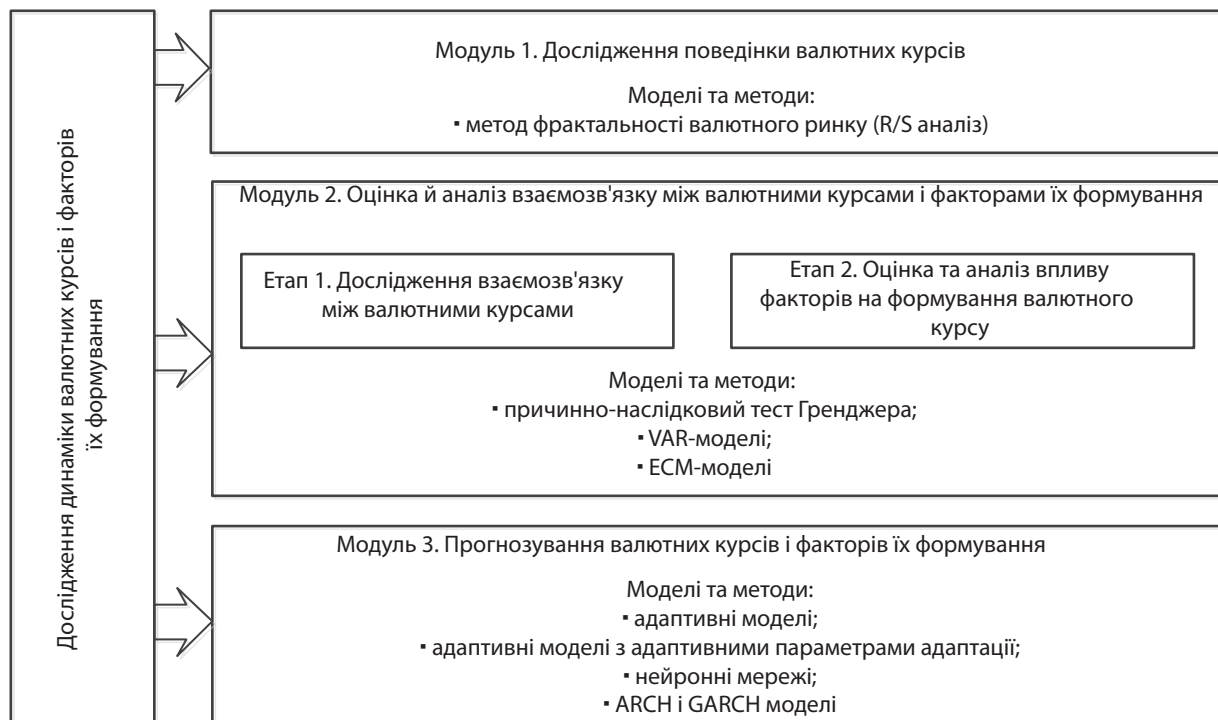 Дослідження динаміки валютних курсів і факторів
їх формування
Модуль 1. Дослідження поведінки валютних курсів
Моделі та методи:
▪ метод фрактальності валютного ринку (R/S аналіз)
Модуль 2. Оцінка й аналіз взаємозв'язку між валютними курсами і факторами їх формування
Етап 1. Дослідження взаємозв'язку
між валютними курсами
Етап 2. Оцінка та аналіз впливу
факторів на формування валютного
курсу
Моделі та методи:
▪ причинно-наслідковий тест Гренджера;
▪ VAR-моделі;
▪ ECM-моделі
Модуль 3. Прогнозування валютних курсів і факторів їх формування
Моделі та методи:
▪ адаптивні моделі;
▪ адаптивні моделі з адаптивними параметрами адаптації;
▪ нейронні мережі;
▪ ARCH і GARCH моделі